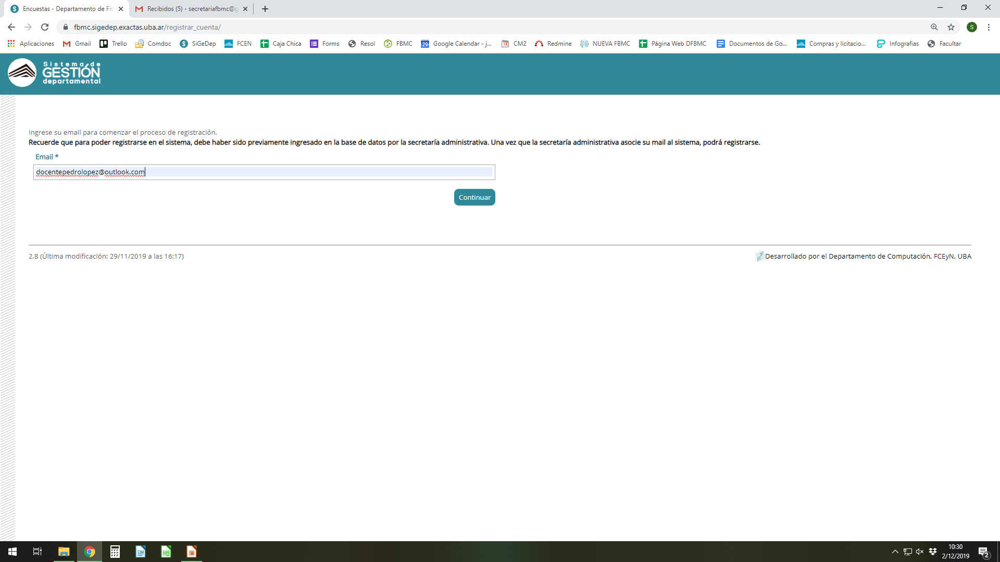 Encuestas - Departamento de Fis
Recibidos (5) - secretariafbmc@g
fbmc.sigedep.exactas.uba.ar/registrar_cuenta/
S
Aplicaciones
Gmail
Trello
Comdoc
SiGeDep
FCEN
Caja Chica
Forms
Resol
FBMC
Google Calendar - j...
CM2
Redmine
NUEVA FBMC
Página Web DFBMC
Documentos de Go...
Compras y licitacio...
Infografias
Facultar
Sistema de
GESTIÓN
departamental
Ingrese su email para comenzar el proceso de registración.
Recuerde que para poder registrarse en el sistema, debe haber sido previamente ingresado en la base de datos por la secretaría administrativa. Una vez que la secretaría administrativa asocie su mail al sistema, podrá registrarse.
Email *
docentepedrolopez@outlook.com
Continuar
2.8 (Última modificación: 29/11/2019 a las 16:17)
Desarrollado por el Departamento de Computación, FCEyN, UBA
10:30
2/12/2019
2